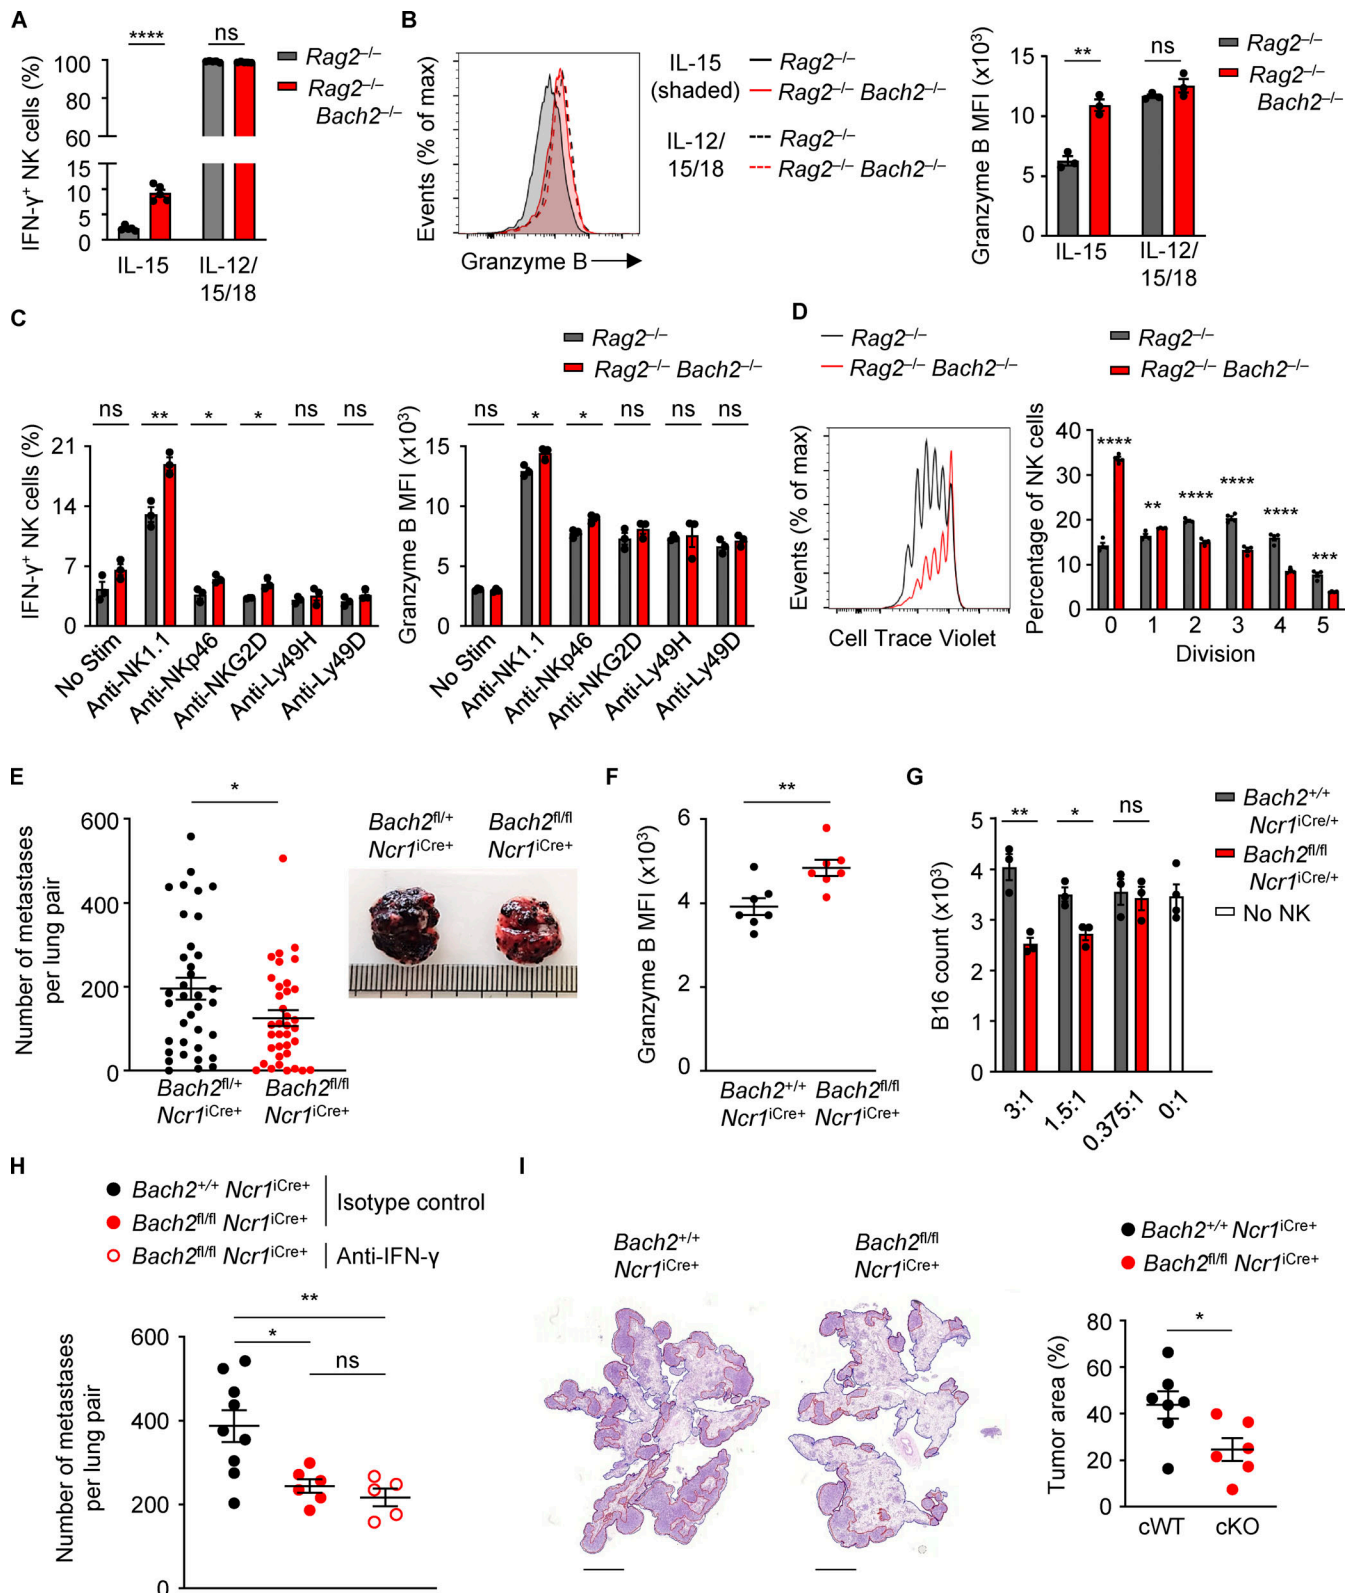 A
****
ns
Rag2–/–
Rag2–/–
Bach2–/–
IFN-γ+ NK cells (%)
100
80
60
15
10
5
0
IL-15
IL-12/
15/18
B
Events (% of max)
Granzyme B
IL-15
(shaded)
Rag2–/–
Rag2–/– Bach2–/–
IL-12/
15/18
Rag2–/–
Rag2–/– Bach2–/–
Granzyme B MFI (x10³)
15
10
5
0
**
ns
IL-15
IL-12/
15/18
Rag2–/–
Rag2–/–
Bach2–/–
C
Rag2–/–
Rag2–/– Bach2–/–
IFN-γ+ NK cells (%)
21
14
7
0
ns
**
*
*
ns
ns
No Stim
Anti-NK1.1
Anti-NKp46
Anti-NKG2D
Anti-Ly49H
Anti-Ly49D
Granzyme B MFI (x10³)
15
10
5
0
ns
*
*
ns
ns
ns
No Stim
Anti-NK1.1
Anti-NKp46
Anti-NKG2D
Anti-Ly49H
Anti-Ly49D
D
Rag2–/–
Rag2–/– Bach2–/–
Events (% of max)
Cell Trace Violet
Rag2–/–
Rag2–/– Bach2–/–
Percentage of NK cells
40
30
20
10
0
****
**
****
****
****
***
0 1 2 3 4 5
Division
E
Number of metastases
per lung pair
600
400
200
0
*
Bach2fl/+
Ncr1iCre+
Bach2fl/fl
Ncr1iCre+
Bach2fl/+
Ncr1iCre+
Bach2fl/fl
Ncr1iCre+
F
Granzyme B MFI (x10³)
6
4
2
0
**
Bach2+/+
Ncr1iCre+
Bach2fl/fl
Ncr1iCre+
G
B16 count (x10³)
5
4
3
2
1
0
**
*
ns
3:1
1.5:1
0.375:1
0:1
Bach2+/+
Ncr1iCre/+
Bach2fl/fl
Ncr1iCre/+
No NK
H
Bach2+/+ Ncr1iCre+
Bach2fl/fl Ncr1iCre+
Isotype control
Bach2fl/fl Ncr1iCre+
Anti-IFN-γ
Number of metastases
per lung pair
600
400
200
0
**
*
ns
I
Bach2+/+
Ncr1iCre+
Bach2fl/fl
Ncr1iCre+
Bach2+/+ Ncr1iCre+
Bach2fl/fl Ncr1iCre+
Tumor area (%)
80
60
40
20
0
*
cWT
cKO